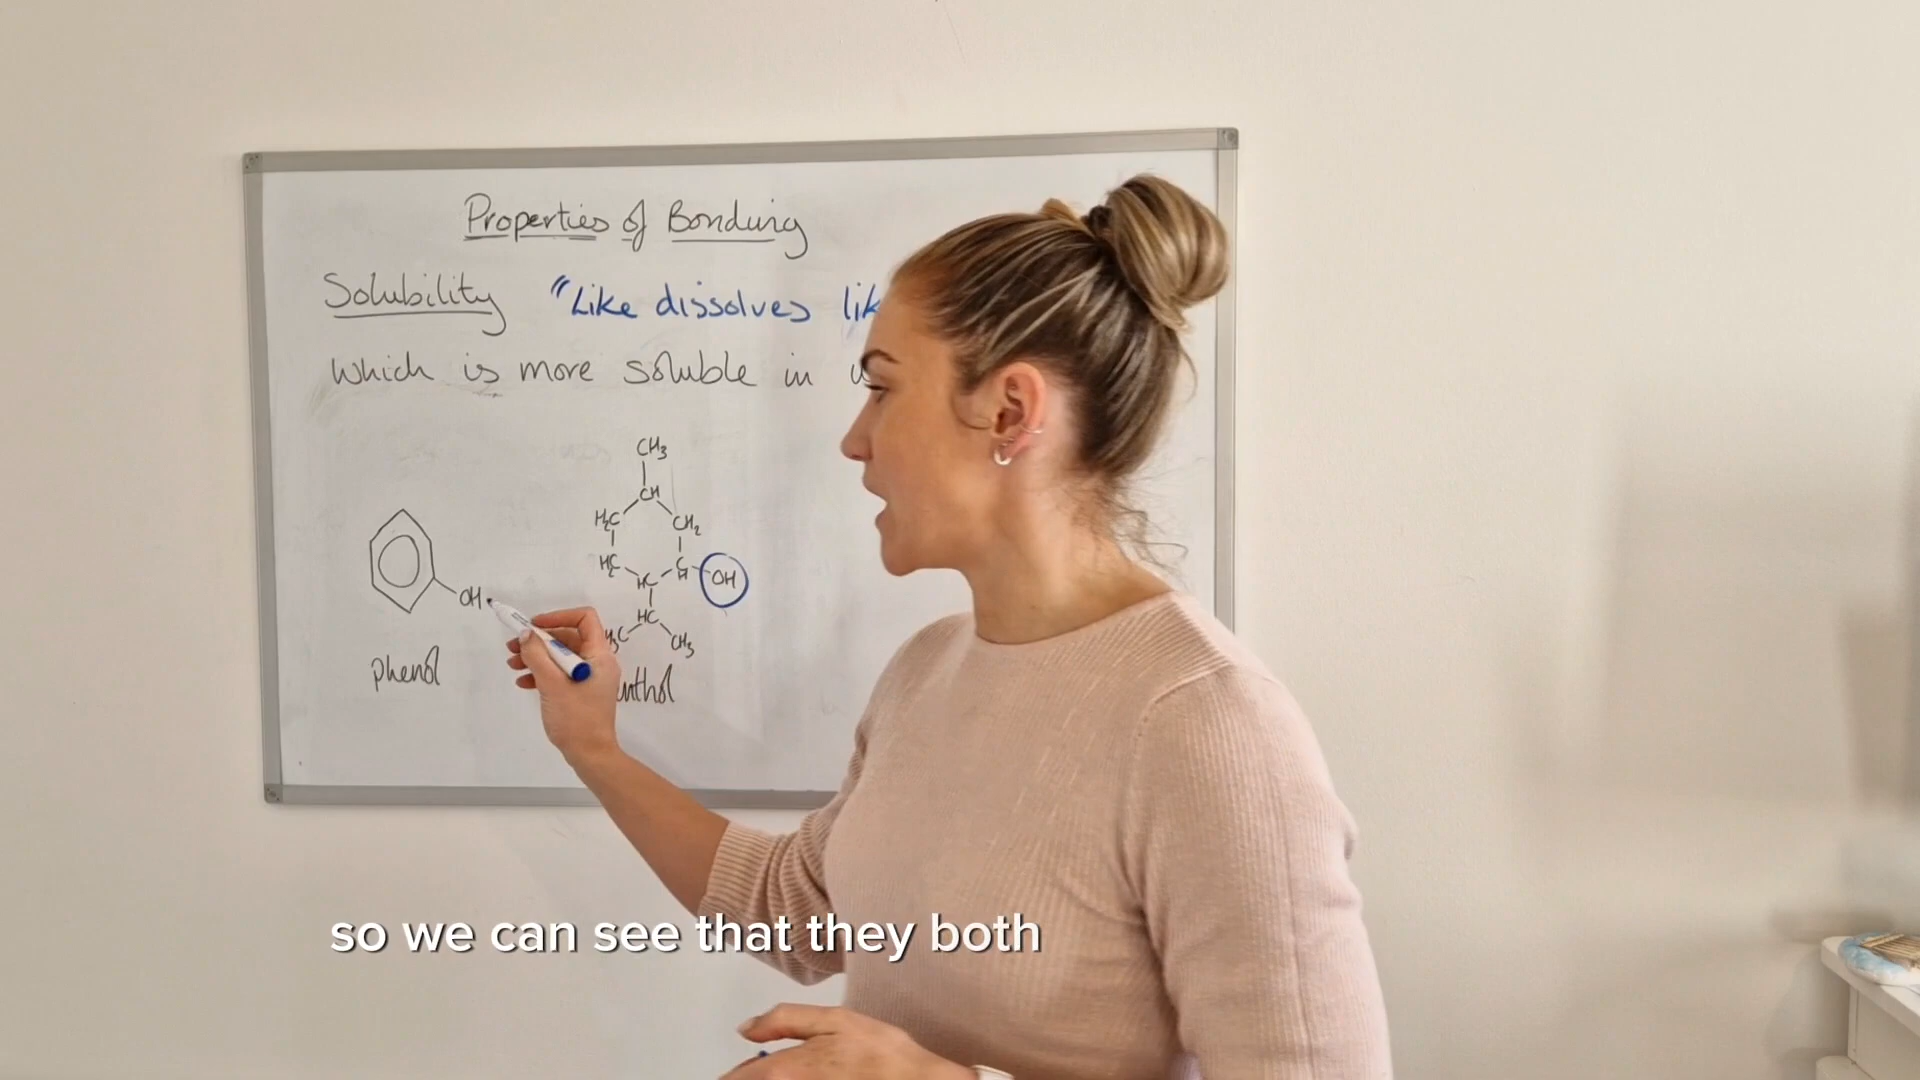 Properties of Bonding
Solubility "Like dissolves lik
which is more soluble in
CH3
CH
H2C
CH2
H2C
C
H
OH
HC
OH
HC
H3C
CH3
phenol
nthol
so we can see that they both